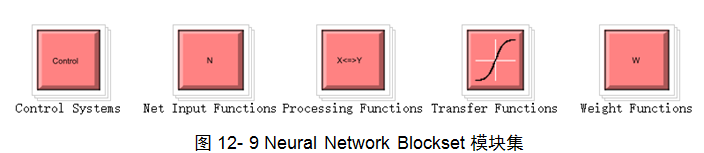 Control N X<=>Y W
Control Systems Net Input Functions Processing Functions Transfer Functions Weight Functions
图 12- 9 Neural Network Blockset 模块集